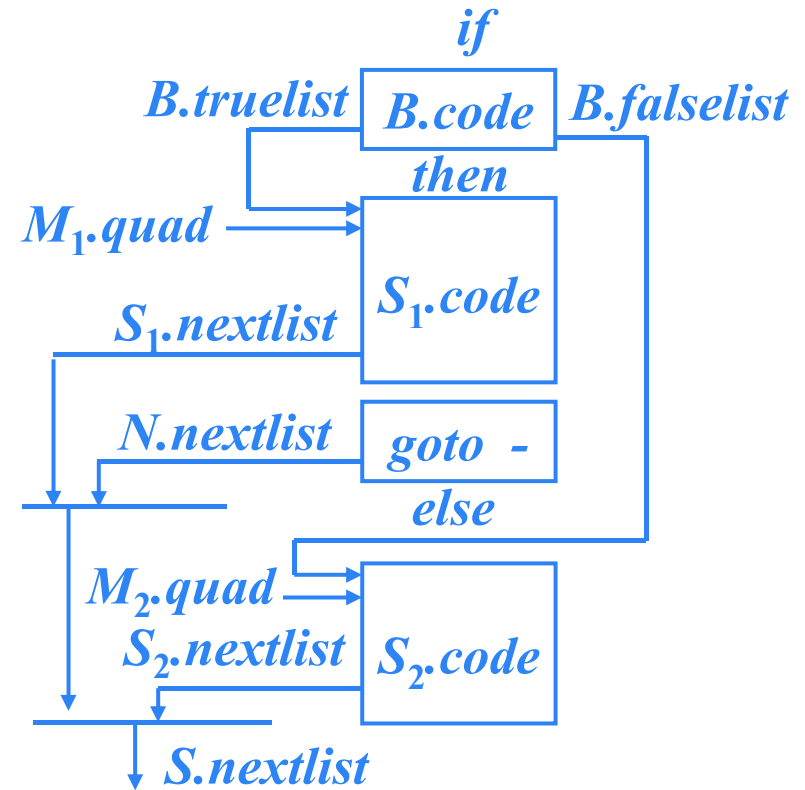 if
B.truelist
B.code
B.falselist
then
M₁.quad
S₁.code
S₁.nextlist
N.nextlist
goto -
else
M₂.quad
S₂.nextlist
S₂.code
S.nextlist